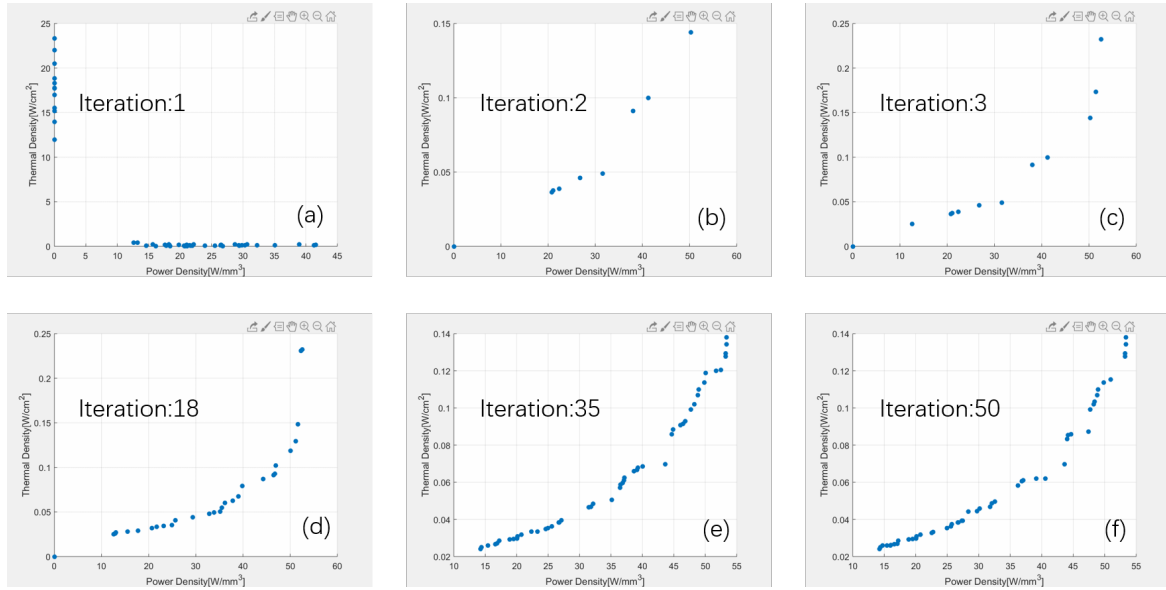 25
20
15
10
5
0
Thermal Density[W/cm²]
Iteration:1
(a)
0 5 10 15 20 25 30 35 40 45
Power Density[W/mm³]
0.15
0.1
0.05
0
Thermal Density[W/cm²]
Iteration:2
(b)
0 10 20 30 40 50 60
Power Density[W/mm³]
0.25
0.2
0.15
0.1
0.05
0
Thermal Density[W/cm²]
Iteration:3
(c)
0 10 20 30 40 50 60
Power Density[W/mm³]
0.25
0.2
0.15
0.1
0.05
0
Thermal Density[W/cm²]
Iteration:18
(d)
0 10 20 30 40 50 60
Power Density[W/mm³]
0.14
0.12
0.1
0.08
0.06
0.04
0.02
Thermal Density[W/cm²]
Iteration:35
(e)
10 15 20 25 30 35 40 45 50 55
Power Density[W/mm³]
0.14
0.12
0.1
0.08
0.06
0.04
0.02
Thermal Density[W/cm²]
Iteration:50
(f)
10 15 20 25 30 35 40 45 50 55
Power Density[W/mm³]